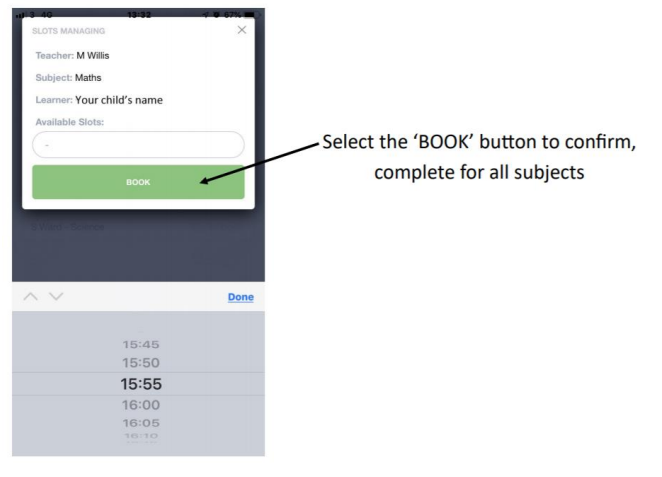 3 40 13:32 67%
SLOTS MANAGING
Teacher: M Willis
Subject: Maths
Learner: Your child's name
Available Slots:
-
BOOK
Select the 'BOOK' button to confirm,
complete for all subjects
Done
15:45
15:50
15:55
16:00
16:05
16:10